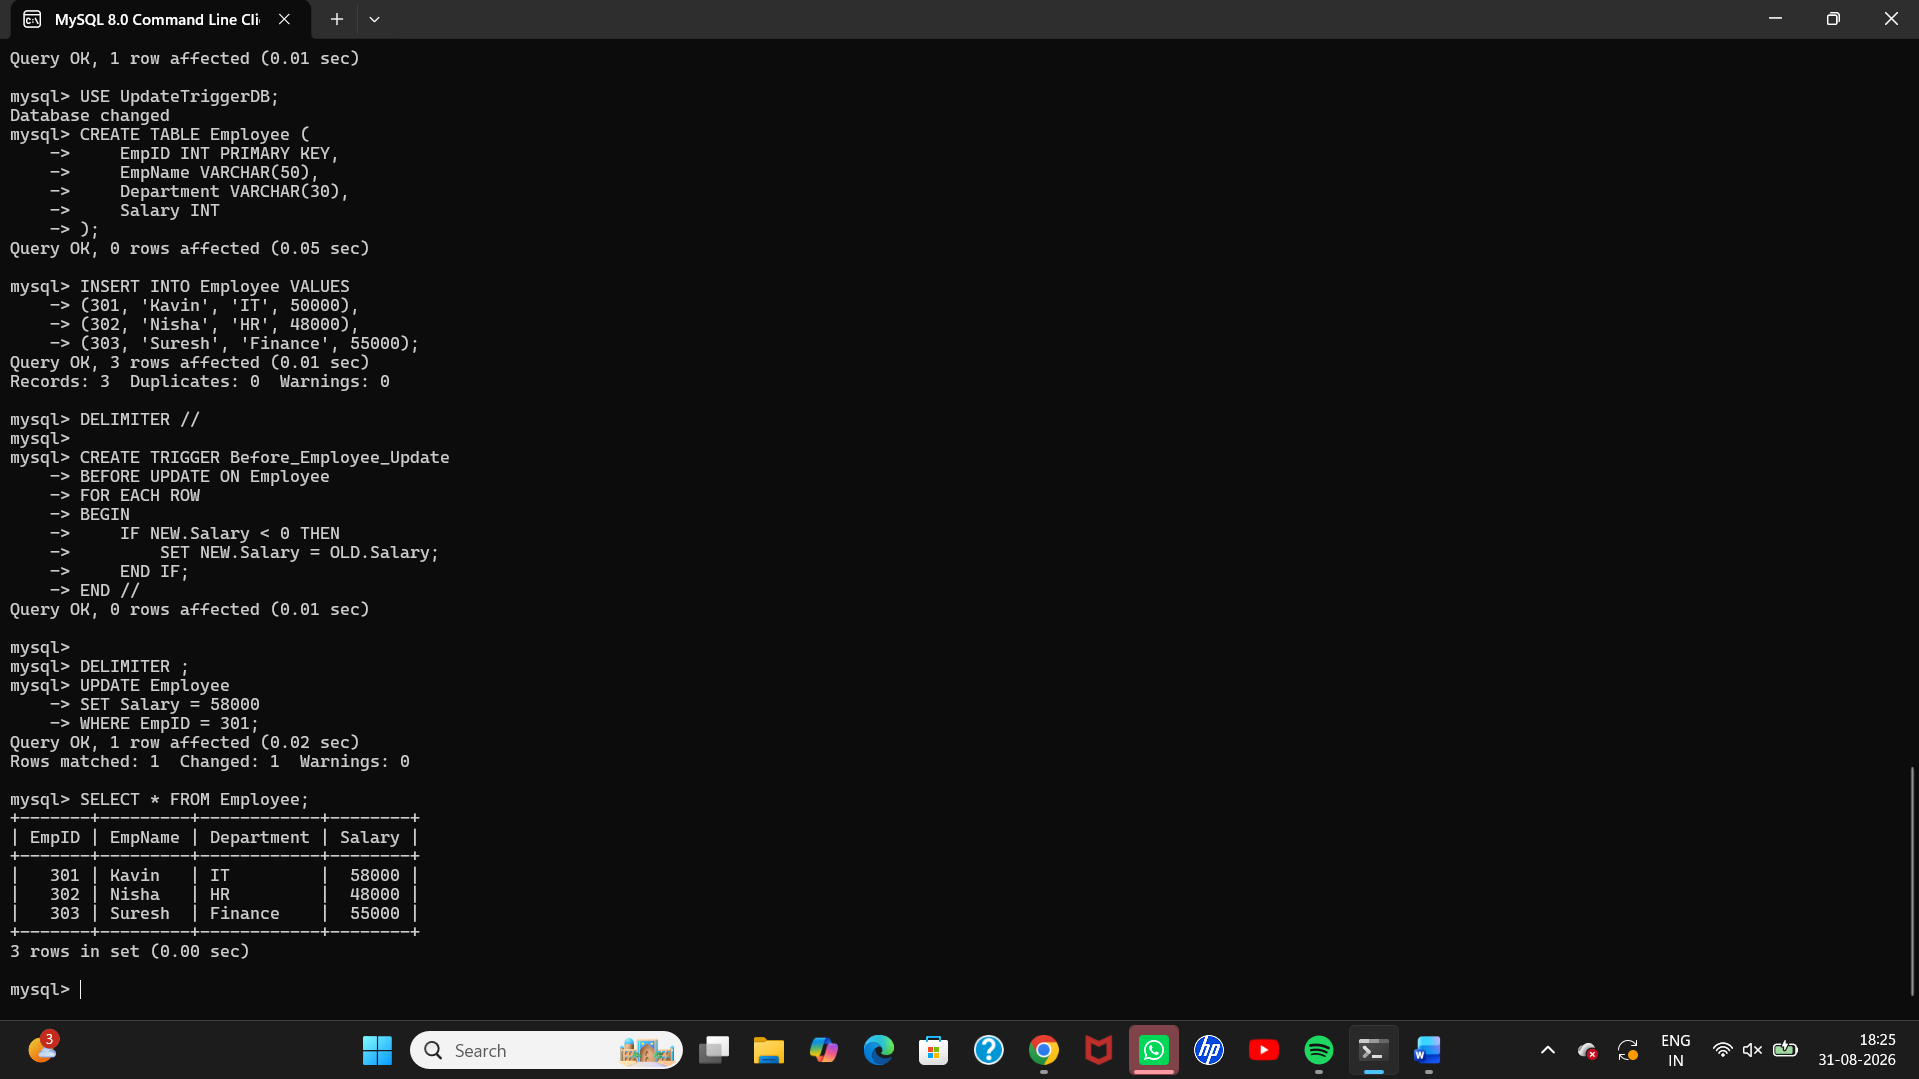 MySQL 8.0 Command Line Cli
Query OK, 1 row affected (0.01 sec)
mysql> USE UpdateTriggerDB;
Database changed
mysql> CREATE TABLE Employee (
    ->     EmpID INT PRIMARY KEY,
    ->     EmpName VARCHAR(50),
    ->     Department VARCHAR(30),
    ->     Salary INT
    -> );
Query OK, 0 rows affected (0.05 sec)
mysql> INSERT INTO Employee VALUES
    -> (301, 'Kavin', 'IT', 50000),
    -> (302, 'Nisha', 'HR', 48000),
    -> (303, 'Suresh', 'Finance', 55000);
Query OK, 3 rows affected (0.01 sec)
Records: 3  Duplicates: 0  Warnings: 0
mysql> DELIMITER //
mysql>
mysql> CREATE TRIGGER Before_Employee_Update
    -> BEFORE UPDATE ON Employee
    -> FOR EACH ROW
    -> BEGIN
    ->     IF NEW.Salary < 0 THEN
    ->         SET NEW.Salary = OLD.Salary;
    ->     END IF;
    -> END //
Query OK, 0 rows affected (0.01 sec)
mysql>
mysql> DELIMITER ;
mysql> UPDATE Employee
    -> SET Salary = 58000
    -> WHERE EmpID = 301;
Query OK, 1 row affected (0.02 sec)
Rows matched: 1  Changed: 1  Warnings: 0
mysql> SELECT * FROM Employee;
+-------+---------+------------+--------+
| EmpID | EmpName | Department | Salary |
+-------+---------+------------+--------+
|   301 | Kavin   | IT         |  58000 |
|   302 | Nisha   | HR         |  48000 |
|   303 | Suresh  | Finance    |  55000 |
+-------+---------+------------+--------+
3 rows in set (0.00 sec)
mysql>
3
Search
hp
W
ENG
IN
18:25
31-08-2026